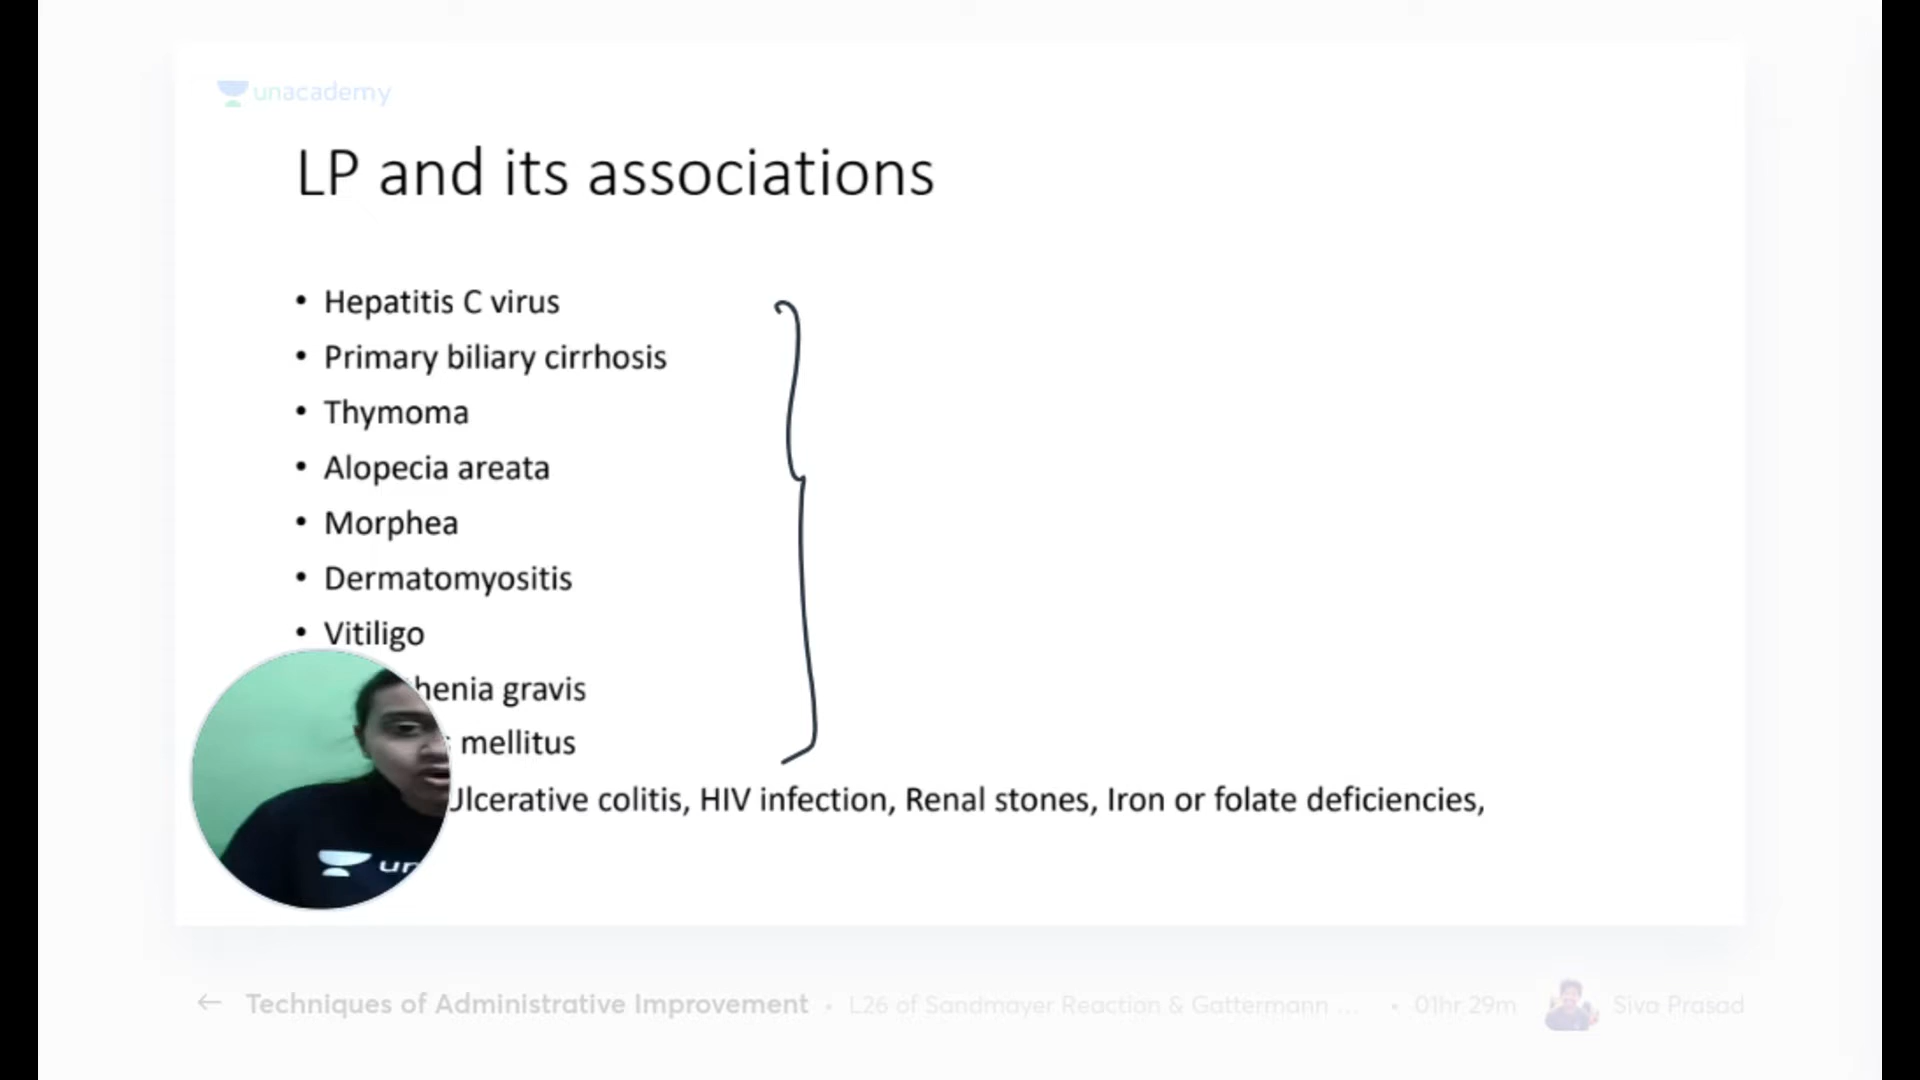 unacademy
LP and its associations
• Hepatitis C virus
• Primary biliary cirrhosis
• Thymoma
• Alopecia areata
• Morphea
• Dermatomyositis
• Vitiligo
henia gravis
mellitus
Ulcerative colitis, HIV infection, Renal stones, Iron or folate deficiencies,
un
← Techniques of Administrative Improvement • L26 of Sandmayer Reaction & Gattermann ... • 01hr 29m Siva Prasad